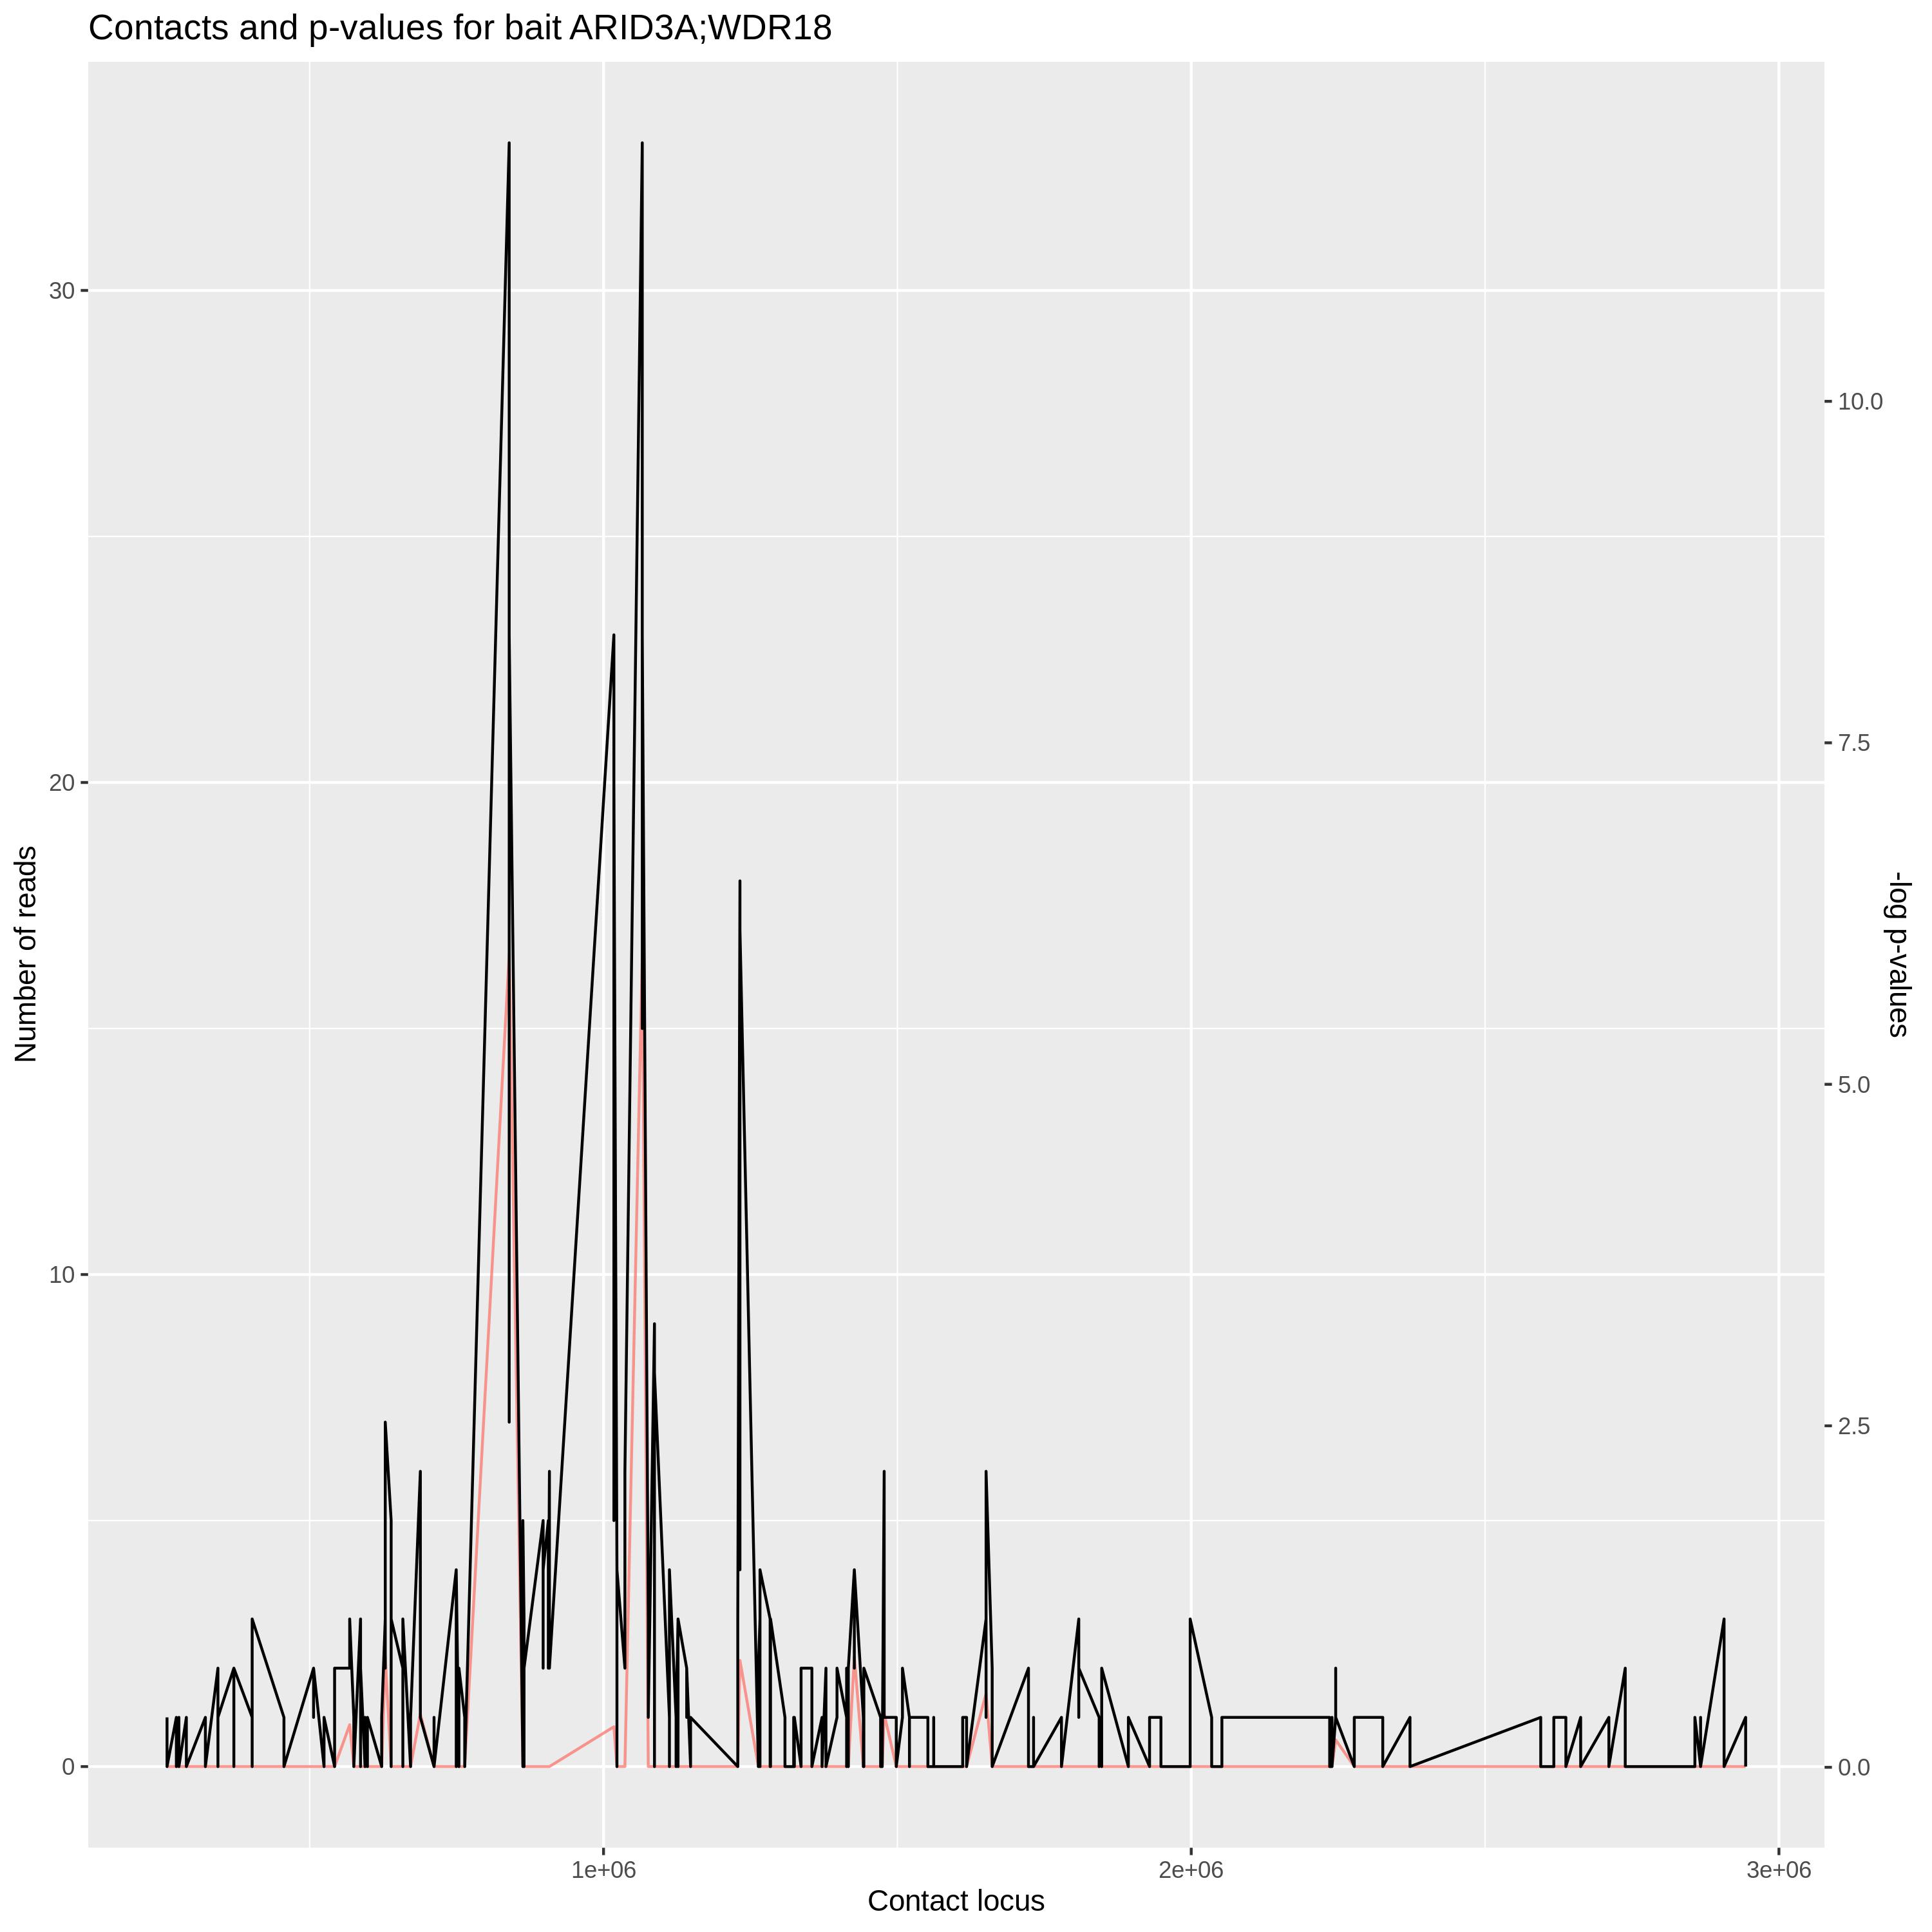 Contacts and p-values for bait ARID3A;WDR18
30
20
10
0
Number of reads
10.0
7.5
5.0
2.5
0.0
-log p-values
1e+06
2e+06
3e+06
Contact locus